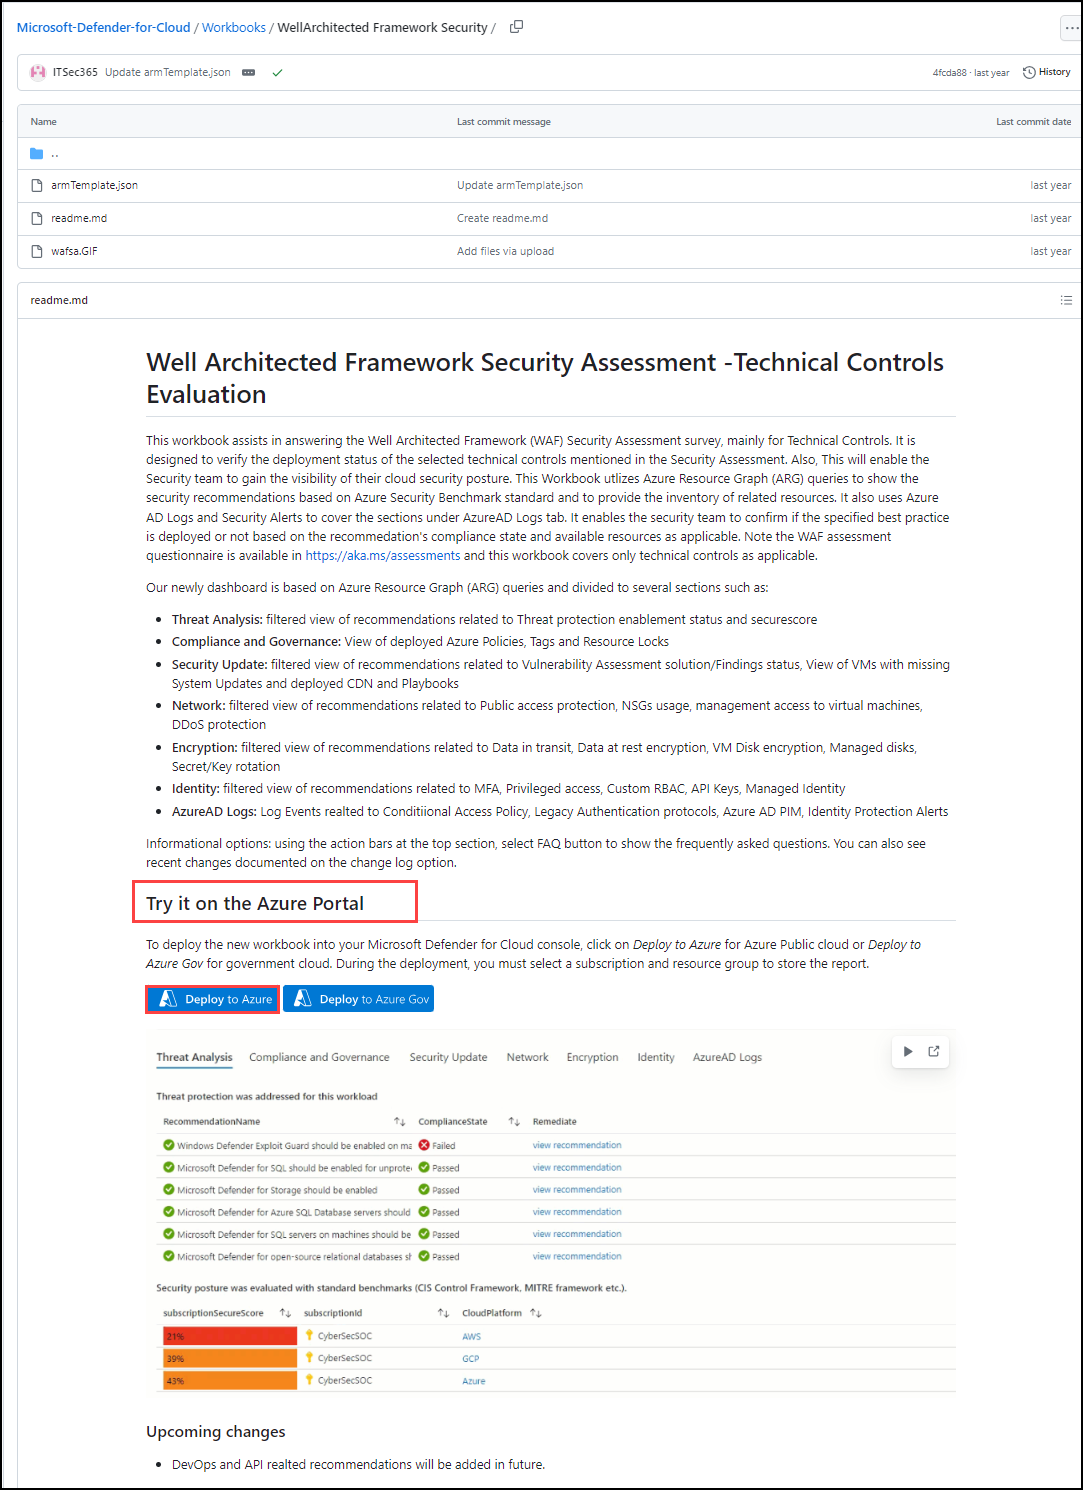 Microsoft-Defender-for-Cloud / Workbooks / WellArchitected Framework Security /
ITSec365 Update armTemplate.json
4fcda88 · last year History
Name Last commit message Last commit date
..
armTemplate.json Update armTemplate.json last year
readme.md Create readme.md last year
wafsa.GIF Add files via upload last year
readme.md
Well Architected Framework Security Assessment -Technical Controls
Evaluation
This workbook assists in answering the Well Architected Framework (WAF) Security Assessment survey, mainly for Technical Controls. It is
designed to verify the deployment status of the selected technical controls mentioned in the Security Assessment. Also, This will enable the
Security team to gain the visibility of their cloud security posture. This Workbook utlizes Azure Resource Graph (ARG) queries to show the
security recommendations based on Azure Security Benchmark standard and to provide the inventory of related resources. It also uses Azure
AD Logs and Security Alerts to cover the sections under AzureAD Logs tab. It enables the security team to confirm if the specified best practice
is deployed or not based on the recommedation's compliance state and available resources as applicable. Note the WAF assessment
questionnaire is available in https://aka.ms/assessments and this workbook covers only technical controls as applicable.
Our newly dashboard is based on Azure Resource Graph (ARG) queries and divided to several sections such as:
• Threat Analysis: filtered view of recommendations related to Threat protection enablement status and securescore
• Compliance and Governance: View of deployed Azure Policies, Tags and Resource Locks
• Security Update: filtered view of recommendations related to Vulnerability Assessment solution/Findings status, View of VMs with missing
System Updates and deployed CDN and Playbooks
• Network: filtered view of recommendations related to Public access protection, NSGs usage, management access to virtual machines,
DDoS protection
• Encryption: filtered view of recommendations related to Data in transit, Data at rest encryption, VM Disk encryption, Managed disks,
Secret/Key rotation
• Identity: filtered view of recommendations related to MFA, Privileged access, Custom RBAC, API Keys, Managed Identity
• AzureAD Logs: Log Events realted to Conditiional Access Policy, Legacy Authentication protocols, Azure AD PIM, Identity Protection Alerts
Informational options: using the action bars at the top section, select FAQ button to show the frequently asked questions. You can also see
recent changes documented on the change log option.
Try it on the Azure Portal
To deploy the new workbook into your Microsoft Defender for Cloud console, click on Deploy to Azure for Azure Public cloud or Deploy to
Azure Gov for government cloud. During the deployment, you must select a subscription and resource group to store the report.
Deploy to Azure Deploy to Azure Gov
Threat Analysis Compliance and Governance Security Update Network Encryption Identity AzureAD Logs
Threat protection was addressed for this workload
RecommendationName ComplianceState Remediate
Windows Defender Exploit Guard should be enabled on ma Failed view recommendation
Microsoft Defender for SQL should be enabled for unprote Passed view recommendation
Microsoft Defender for Storage should be enabled Passed view recommendation
Microsoft Defender for Azure SQL Database servers should Passed view recommendation
Microsoft Defender for SQL servers on machines should be Passed view recommendation
Microsoft Defender for open-source relational databases sh Passed view recommendation
Security posture was evaluated with standard benchmarks (CIS Control Framework, MITRE framework etc.).
subscriptionSecureScore subscriptionId CloudPlatform
21% CyberSecSOC AWS
39% CyberSecSOC GCP
43% CyberSecSOC Azure
Upcoming changes
• DevOps and API realted recommendations will be added in future.